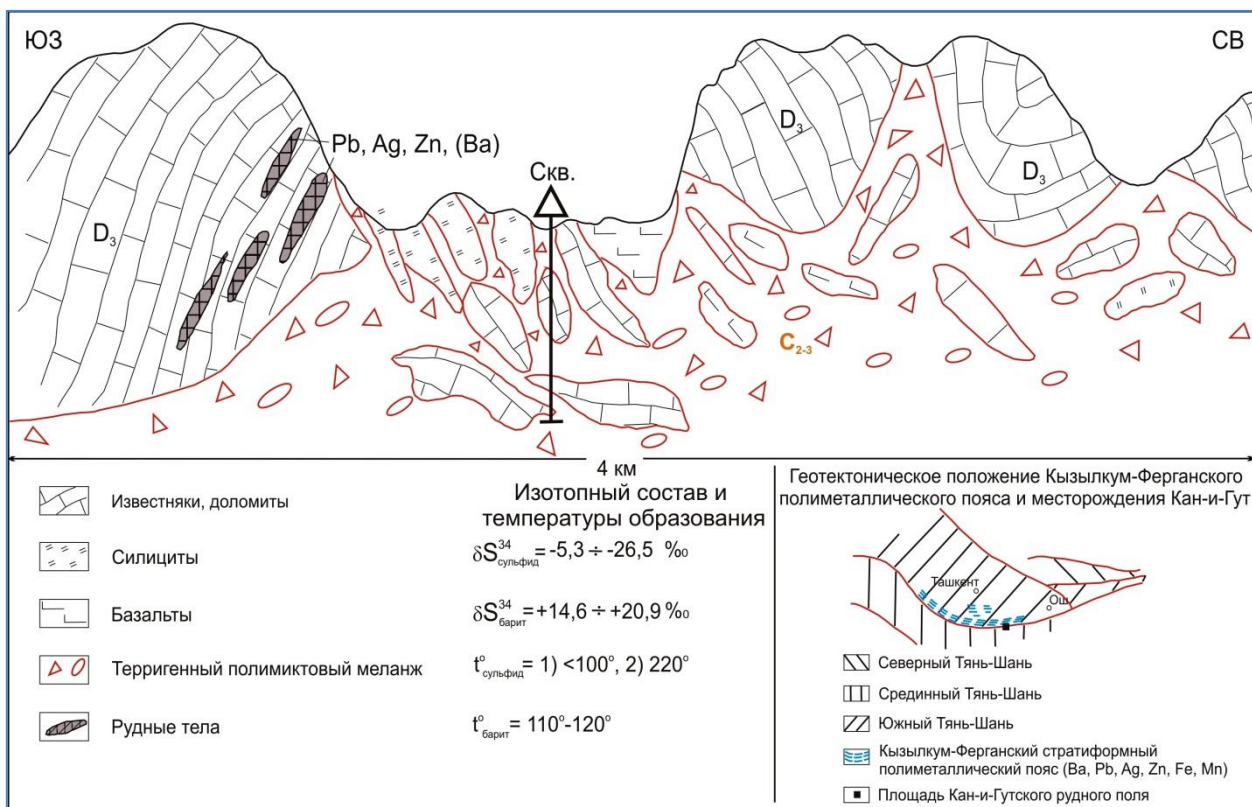 ЮЗ
СВ
Pb, Ag, Zn, (Ba)
Скв.
D₃
D₃
D₃
C₂₋₃
4 км
Известняки, доломиты
Силициты
Базальты
Терригенный полимиктовый меланж
Рудные тела
Изотопный состав и
температуры образования
δS³⁴сульфид = -5,3 ÷ -26,5 ‰
δS³⁴барит = +14,6 ÷ +20,9 ‰
t°сульфид = 1) <100°, 2) 220°
t°барит = 110°-120°
Геотектоническое положение Кызылкум-Ферганского
полиметаллического пояса и месторождения Кан-и-Гут
Ташкент
Ош
Северный Тянь-Шань
Срединный Тянь-Шань
Южный Тянь-Шань
Кызылкум-Ферганский стратиформный
полиметаллический пояс (Ba, Pb, Ag, Zn, Fe, Mn)
Площадь Кан-и-Гутского рудного поля